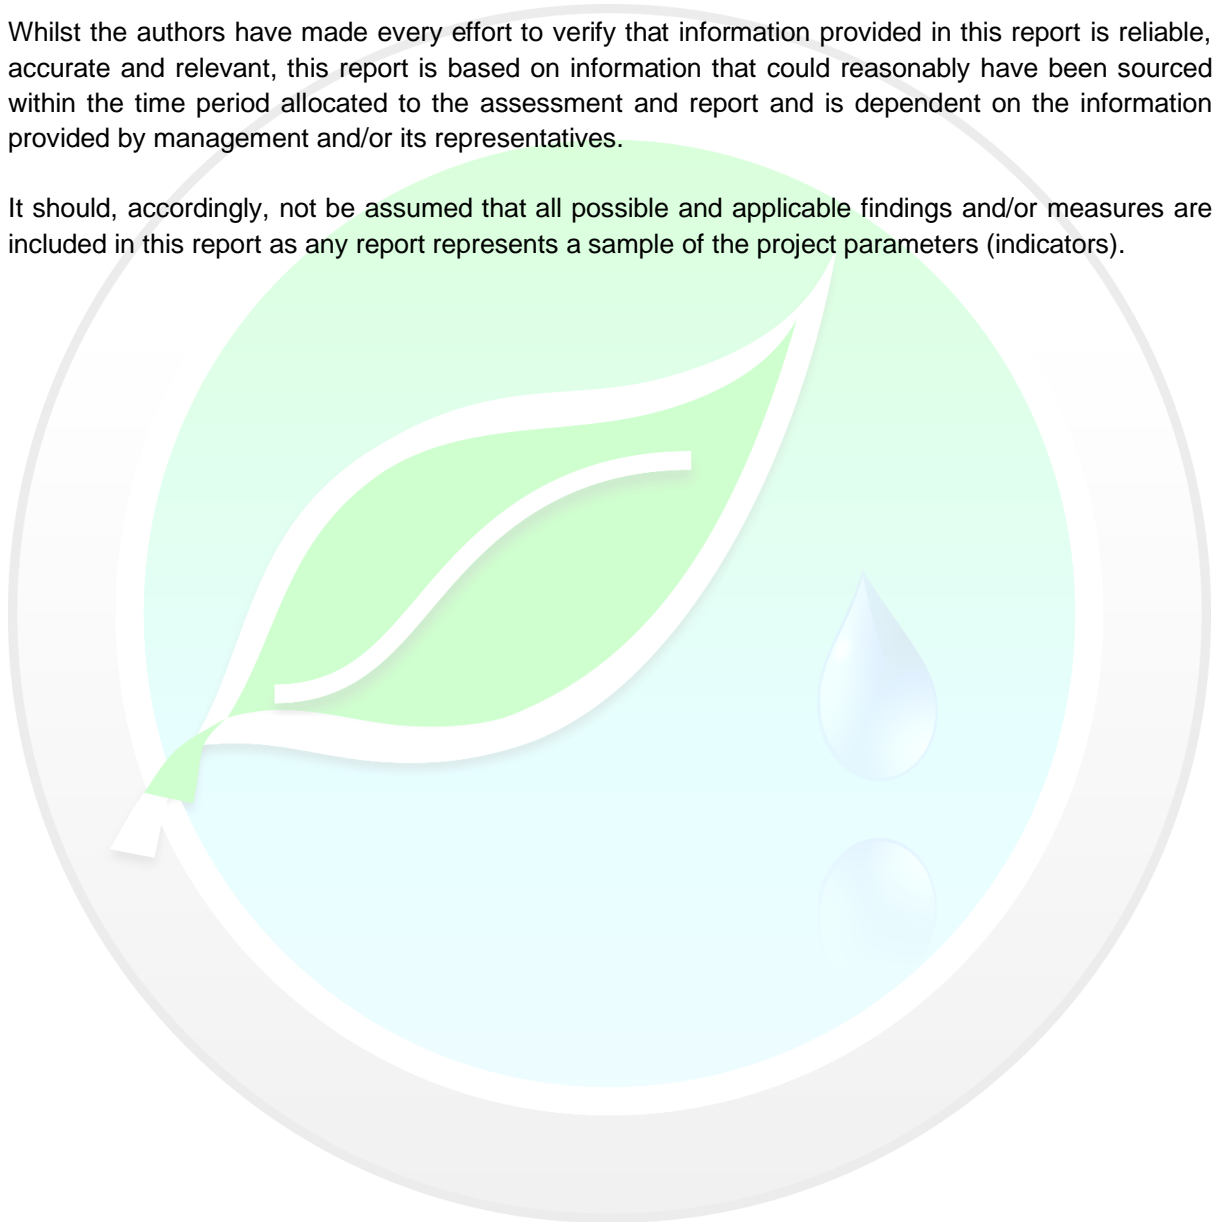 Whilst the authors have made every effort to verify that information provided in this report is reliable,
accurate and relevant, this report is based on information that could reasonably have been sourced
within the time period allocated to the assessment and report and is dependent on the information
provided by management and/or its representatives.
It should, accordingly, not be assumed that all possible and applicable findings and/or measures are
included in this report as any report represents a sample of the project parameters (indicators).